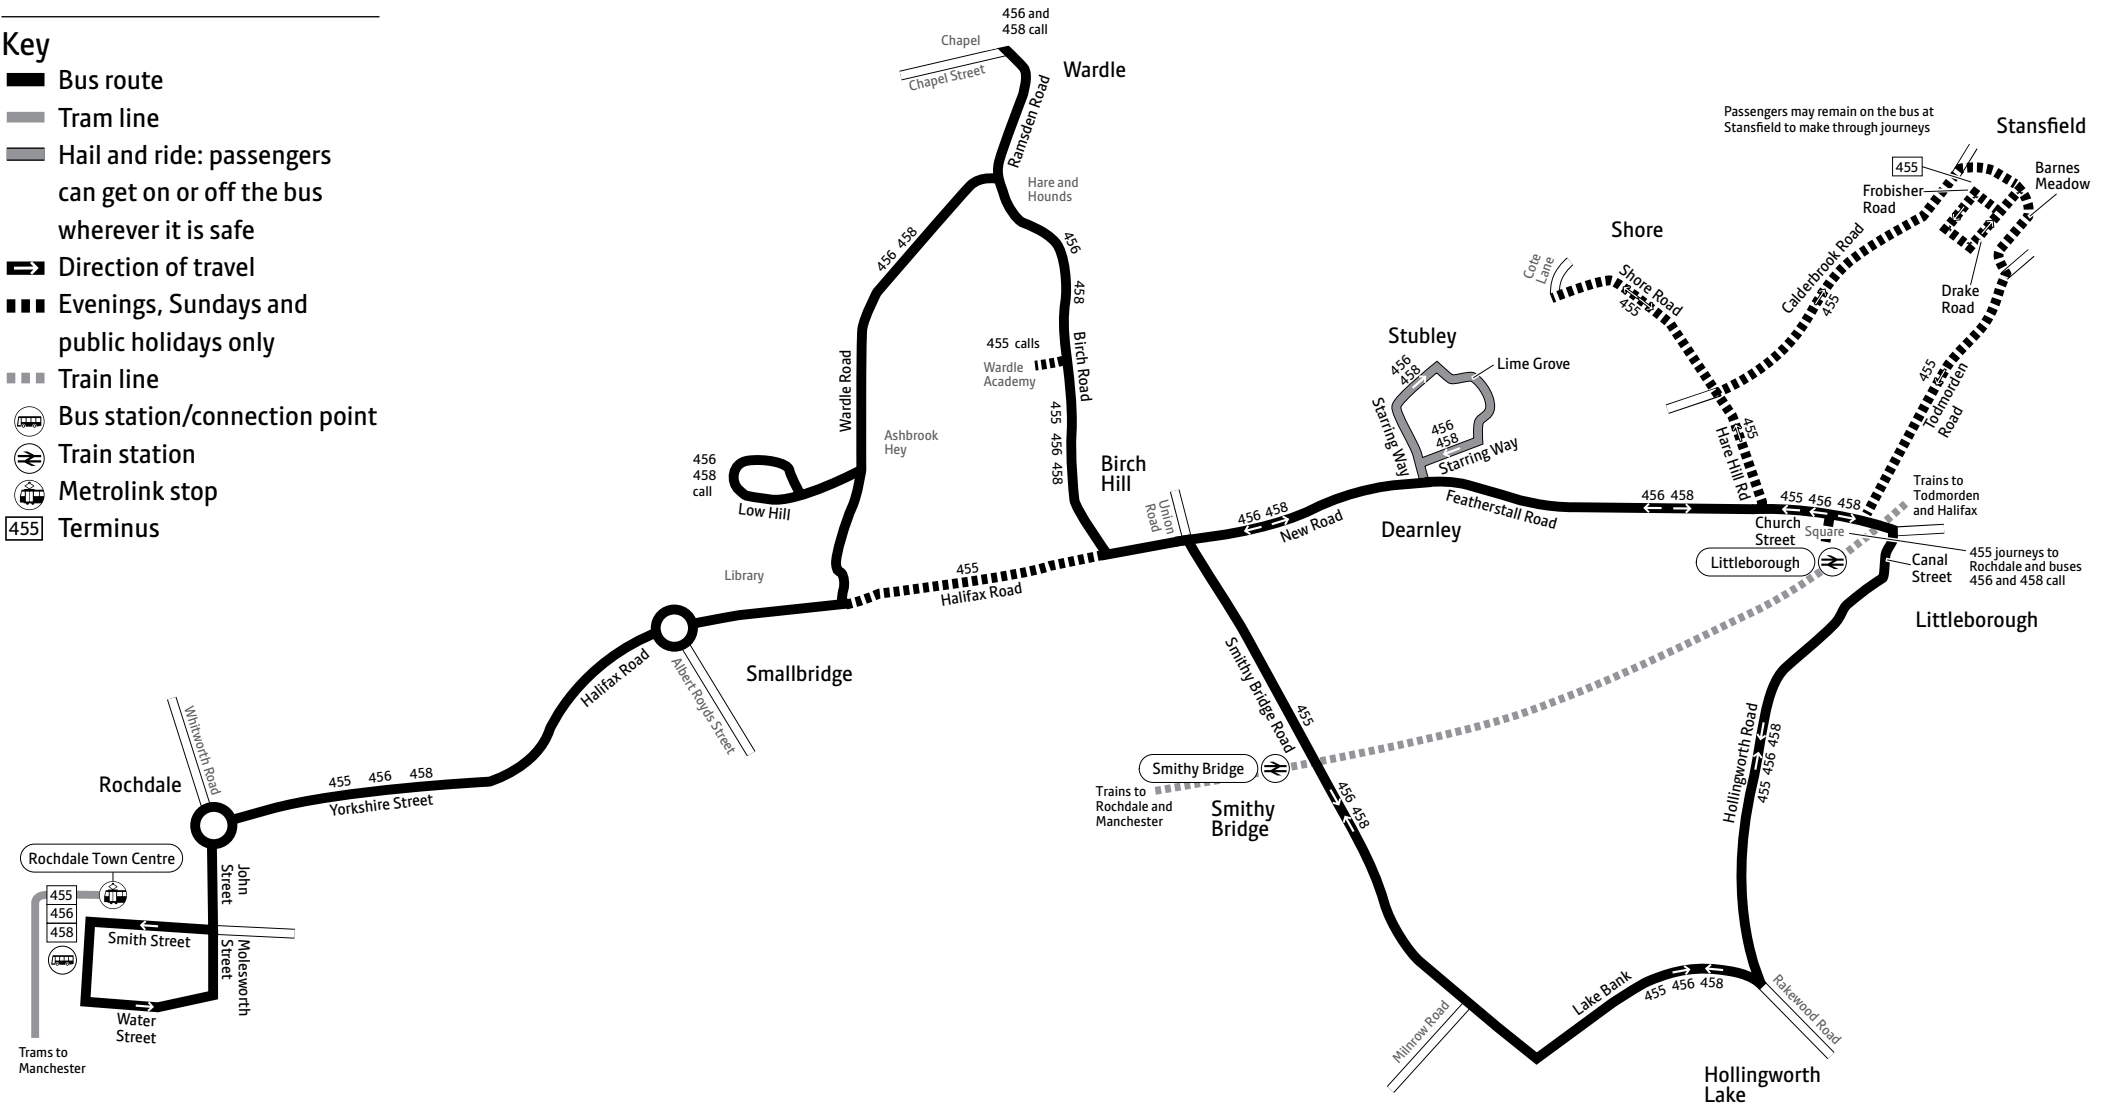 Key
Bus route
Tram line
Hail and ride: passengers
can get on or off the bus
wherever it is safe
Direction of travel
Evenings, Sundays and
public holidays only
Train line
Bus station/connection point
Train station
Metrolink stop
455 Terminus
456 and
458 call
Chapel
Chapel Street
Wardle
Ramsden Road
Hare and
Hounds
456 458
456
458
Birch Road
455 calls
Wardle
Academy
455 456 458
Wardle Road
Ashbrook
Hey
456
458
call
Low Hill
Birch
Hill
Union
Road
Library
455
Halifax Road
Smallbridge
Halifax Road
Albert Royds Street
Whitworth Road
Rochdale
455 456 458
Yorkshire Street
Rochdale Town Centre
John
Street
455
456
458
Smith Street
Molesworth
Street
Water
Street
Trams to
Manchester
Passengers may remain on the bus at
Stansfield to make through journeys
Stansfield
455
Frobisher
Road
Barnes
Meadow
Drake
Road
Calderbrook Road
455
Shore
Cote
Lane
Shore Road
455
455
Todmorden
Road
455
Hare Hill Rd
Stubley
Lime Grove
456
458
Starring Way
456
458
Starring Way
456 458
New Road
Dearnley
Featherstall Road
456 458
455 456 458
Church
Street
Square
Trains to
Todmorden
and Halifax
Littleborough
Canal
Street
455 journeys to
Rochdale and buses
456 and 458 call
Littleborough
Smithy Bridge Road
455
Smithy Bridge
Trains to
Rochdale and
Manchester
Smithy
Bridge
456 458
Hollingworth Road
455 456 458
Milnrow Road
Lake Bank
455 456 458
Rakewood Road
Hollingworth
Lake